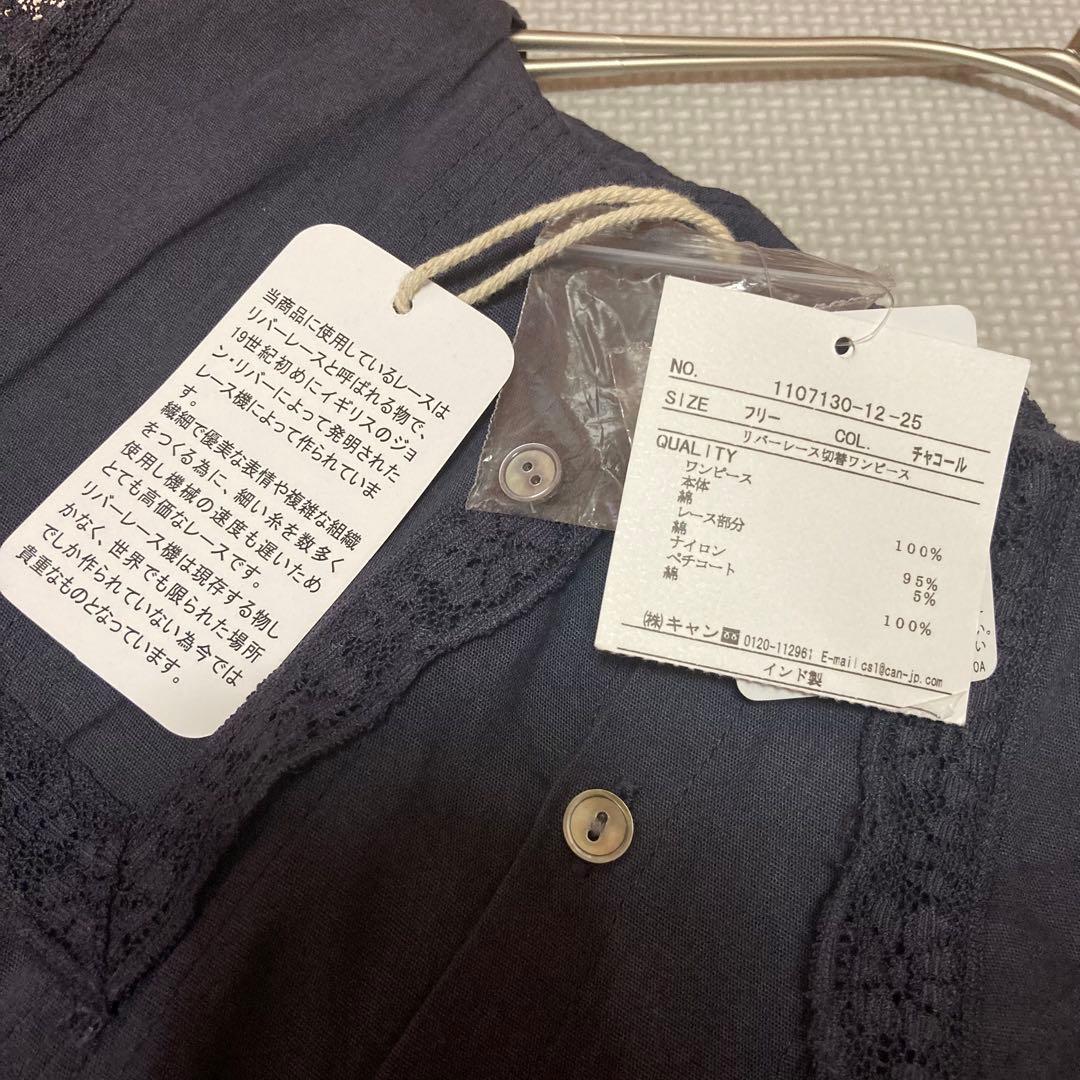 当商品に使用しているレースは
リバーレースと呼ばれる物で、
19世紀初めにイギリスのジョ
ン・リバーによって発明された
レース機によって作られていま
す。
繊細で優美な表情や複雑な組織
をつくる為に、細い糸を数多く
使用し機械の速度も遅いため
とても高価なレースです。
リバーレース機は現存する物し
かなく、世界でも限られた場所
でしか作られていない為今では
貴重なものとなっています。
NO. 1107130-12-25
SIZE フリー COL. チャコール
リバーレース切替ワンピース
QUALITY
ワンピース
本体
綿 100%
レース部分
綿 95%
ナイロン 5%
ペチコート
綿 100%
㈱キャン 0120-112961 E-mail cs1@can-jp.com
インド製